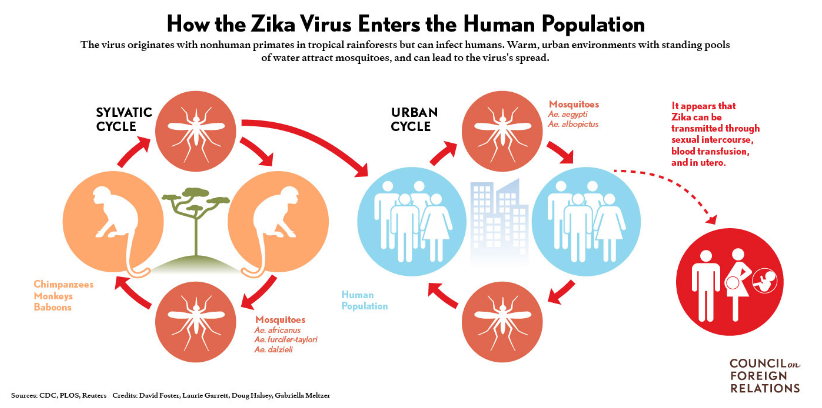 How the Zika Virus Enters the Human Population
The virus originates with nonhuman primates in tropical rainforests but can infect humans. Warm, urban environments with standing pools
of water attract mosquitoes, and can lead to the virus's spread.
SYLVATIC
CYCLE
URBAN
CYCLE
Mosquitoes
Ae. aegypti
Ae. albopictus
It appears that
Zika can be
transmitted through
sexual intercourse,
blood transfusion,
and in utero.
Chimpanzees
Monkeys
Baboons
Mosquitoes
Ae. africanus
Ae. furcifer-taylori
Ae. dalzieli
Human
Population
COUNCIL on
FOREIGN
RELATIONS
Sources: CDC, PLOS, Reuters Credits: David Foster, Laurie Garrett, Doug Halsey, Gabriella Meltzer